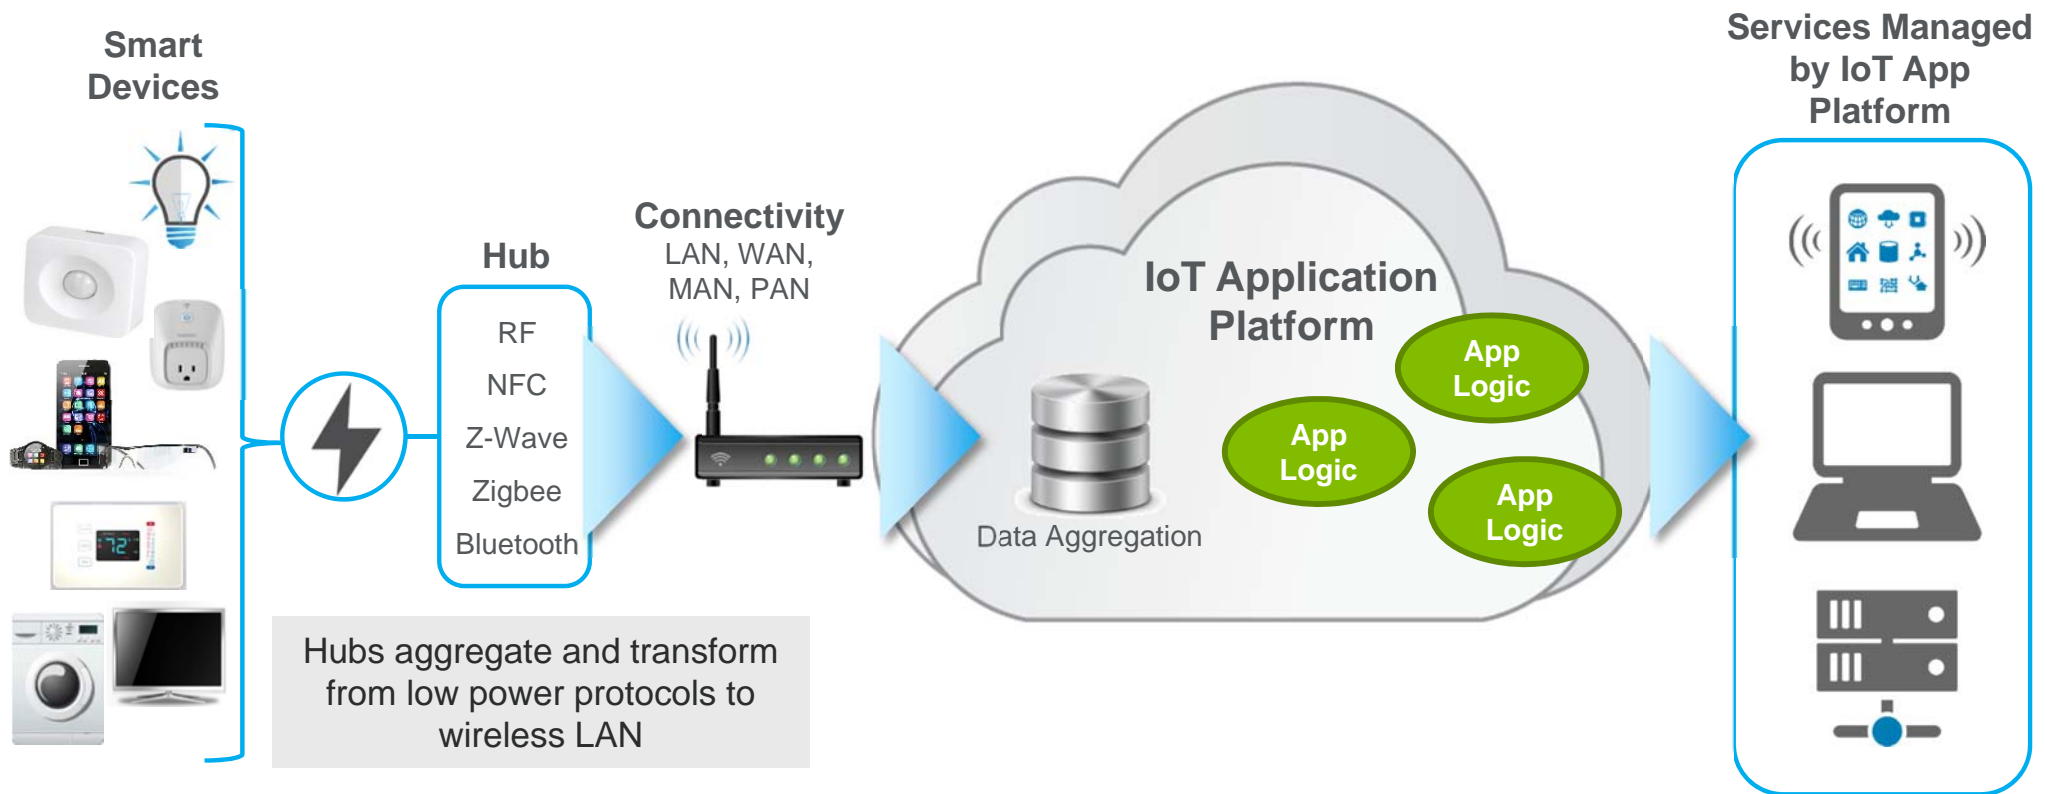 Smart
Devices
72
Hub
RF
NFC
Z-Wave
Zigbee
Bluetooth
Hubs aggregate and transform
from low power protocols to
wireless LAN
Connectivity
LAN, WAN,
MAN, PAN
IoT Application
Platform
Data Aggregation
App
Logic
App
Logic
App
Logic
Services Managed
by IoT App
Platform